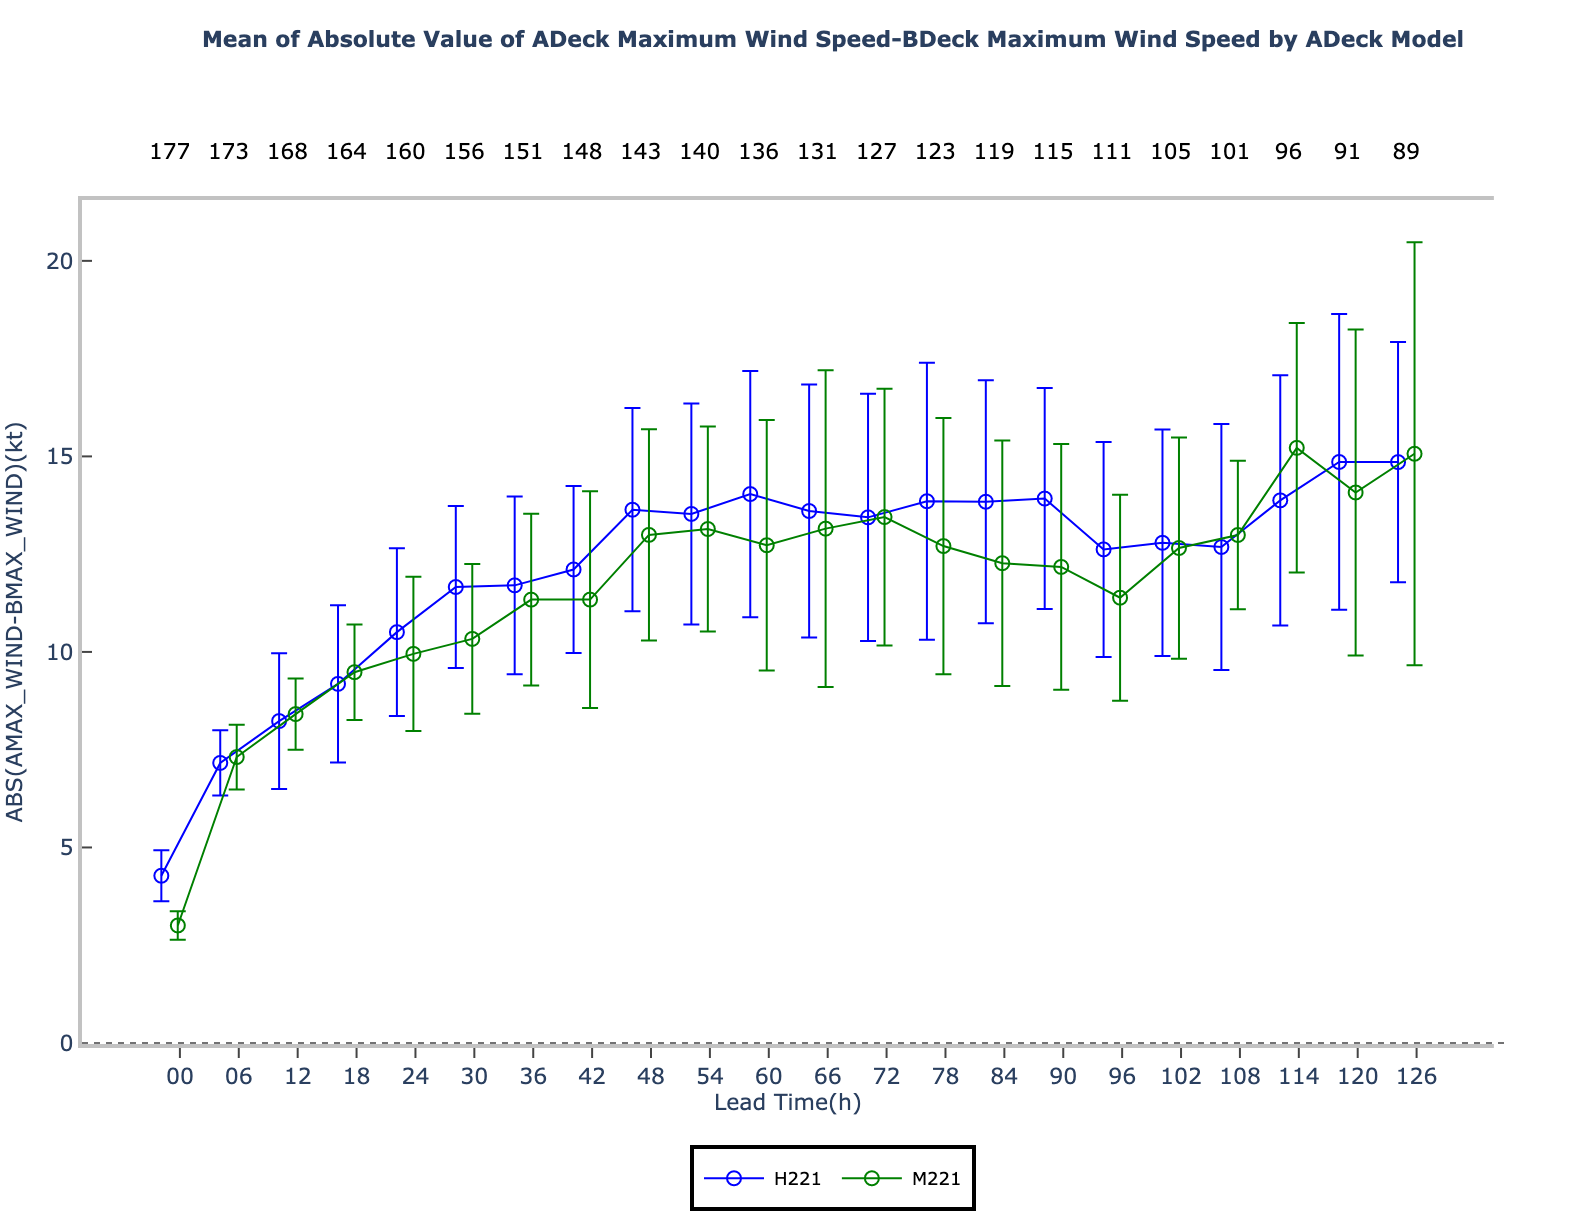 Mean of Absolute Value of ADeck Maximum Wind Speed-BDeck Maximum Wind Speed by ADeck Model
177 173 168 164 160 156 151 148 143 140 136 131 127 123 119 115 111 105 101 96 91 89
ABS(AMAX_WIND-BMAX_WIND)(kt)
20
15
10
5
0
00 06 12 18 24 30 36 42 48 54 60 66 72 78 84 90 96 102 108 114 120 126
Lead Time(h)
H221 M221